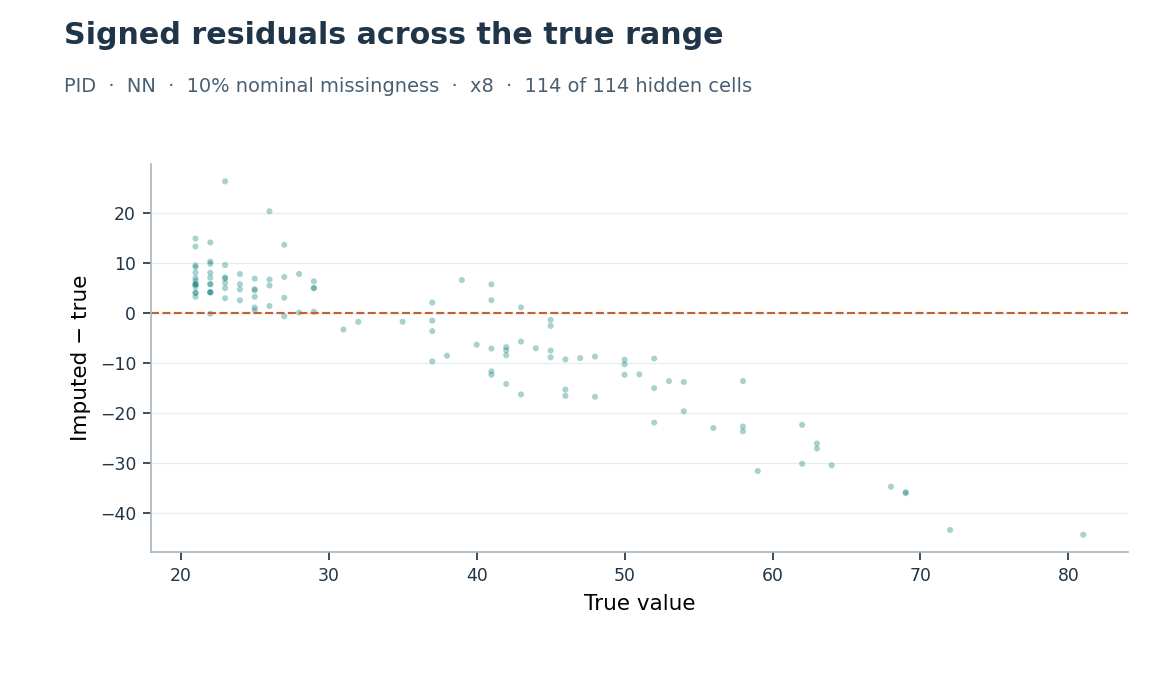 Signed residuals across the true range
PID · NN · 10% nominal missingness · x8 · 114 of 114 hidden cells
Imputed − true
20
10
0
−10
−20
−30
−40
20 30 40 50 60 70 80
True value